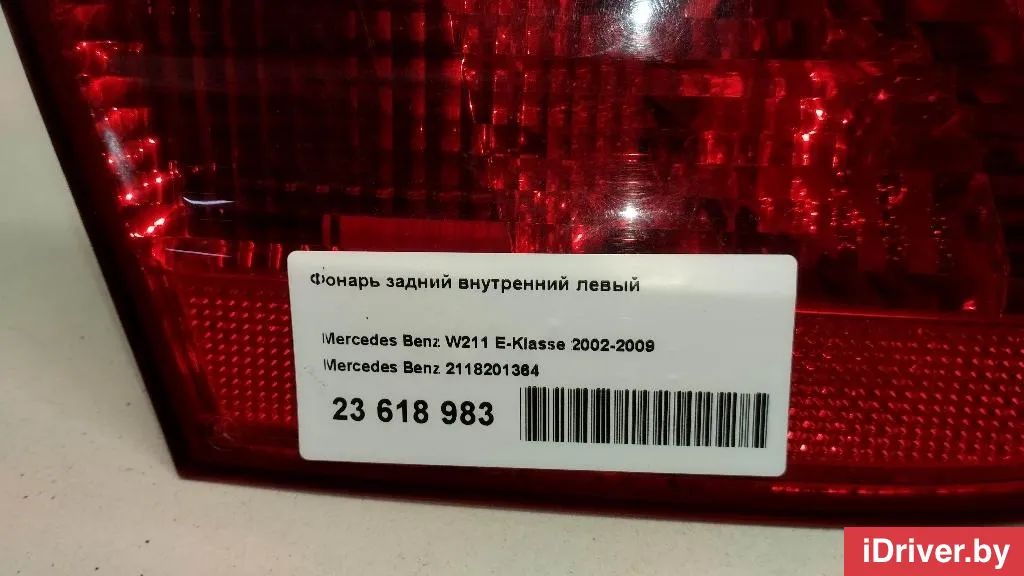 Фонарь задний внутренний левый
Mercedes Benz W211 E-Klasse 2002-2009
Mercedes Benz 2118201364
23 618 983
iDriver.by